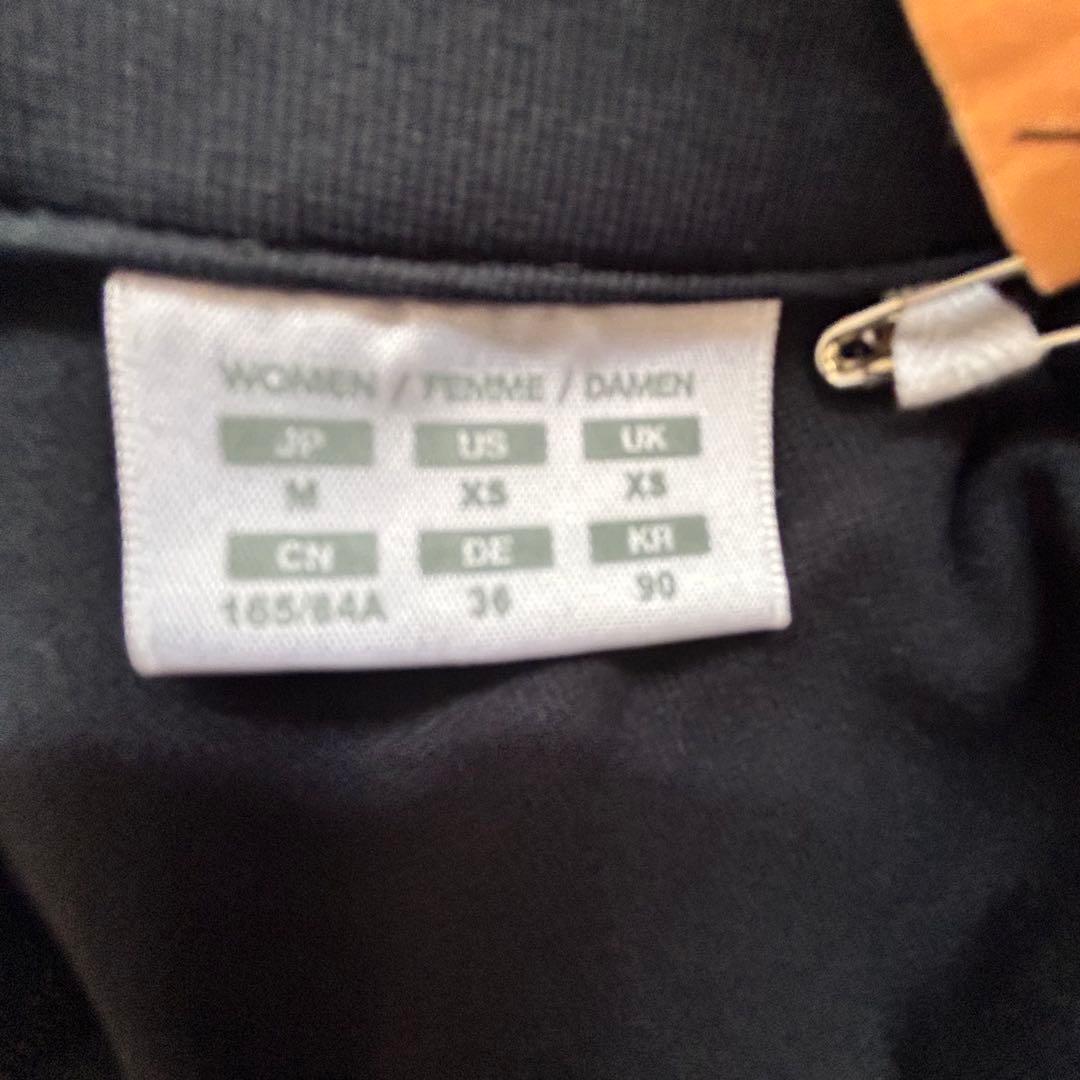 WOMEN / FEMME / DAMEN
JP US UK
M XS XS
CN DE KR
165/84A 36 90